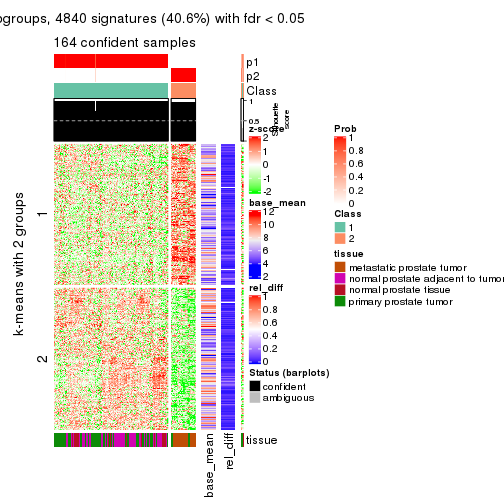 ogroups, 4840 signatures (40.6%) with fdr < 0.05
164 confident samples
p1
p2
Class
1
0.5
0
Silhouette
score
k-means with 2 groups
1
2
base_mean
rel_diff
tissue
z-score
2
1
0
-1
-2
base_mean
12
10
8
6
4
2
rel_diff
1
0.8
0.6
0.4
0.2
0
Status (barplots)
confident
ambiguous
Prob
1
0.8
0.6
0.4
0.2
0
Class
1
2
tissue
metastatic prostate tumor
normal prostate adjacent to tumor
normal prostate tissue
primary prostate tumor